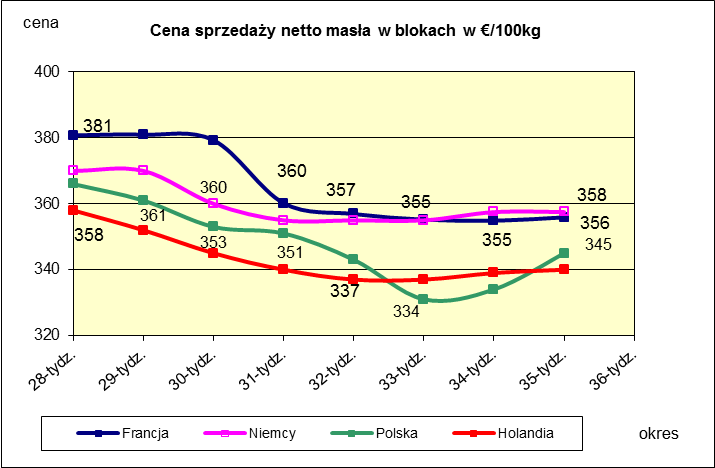 cena
Cena sprzedaży netto masła w blokach w €/100kg
400
380
360
340
320
381
358
361
360
353
360
351
357
337
355
334
355
358
356
345
28-tydz.
29-tydz.
30-tydz.
31-tydz.
32-tydz.
33-tydz.
34-tydz.
35-tydz.
36-tydz.
Francja
Niemcy
Polska
Holandia
okres